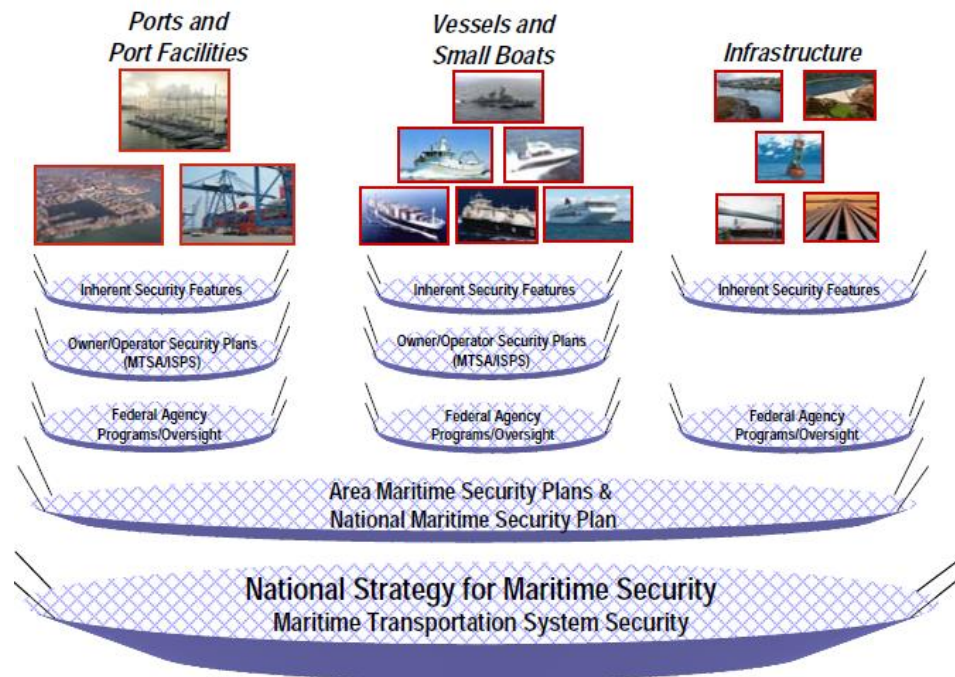 Ports and
Port Facilities
Vessels and
Small Boats
Infrastructure
Inherent Security Features
Inherent Security Features
Inherent Security Features
Owner/Operator Security Plans
(MTSA/ISPS)
Owner/Operator Security Plans
(MTSA/ISPS)
Federal Agency
Programs/Oversight
Federal Agency
Programs/Oversight
Federal Agency
Programs/Oversight
Area Maritime Security Plans &
National Maritime Security Plan
National Strategy for Maritime Security
Maritime Transportation System Security